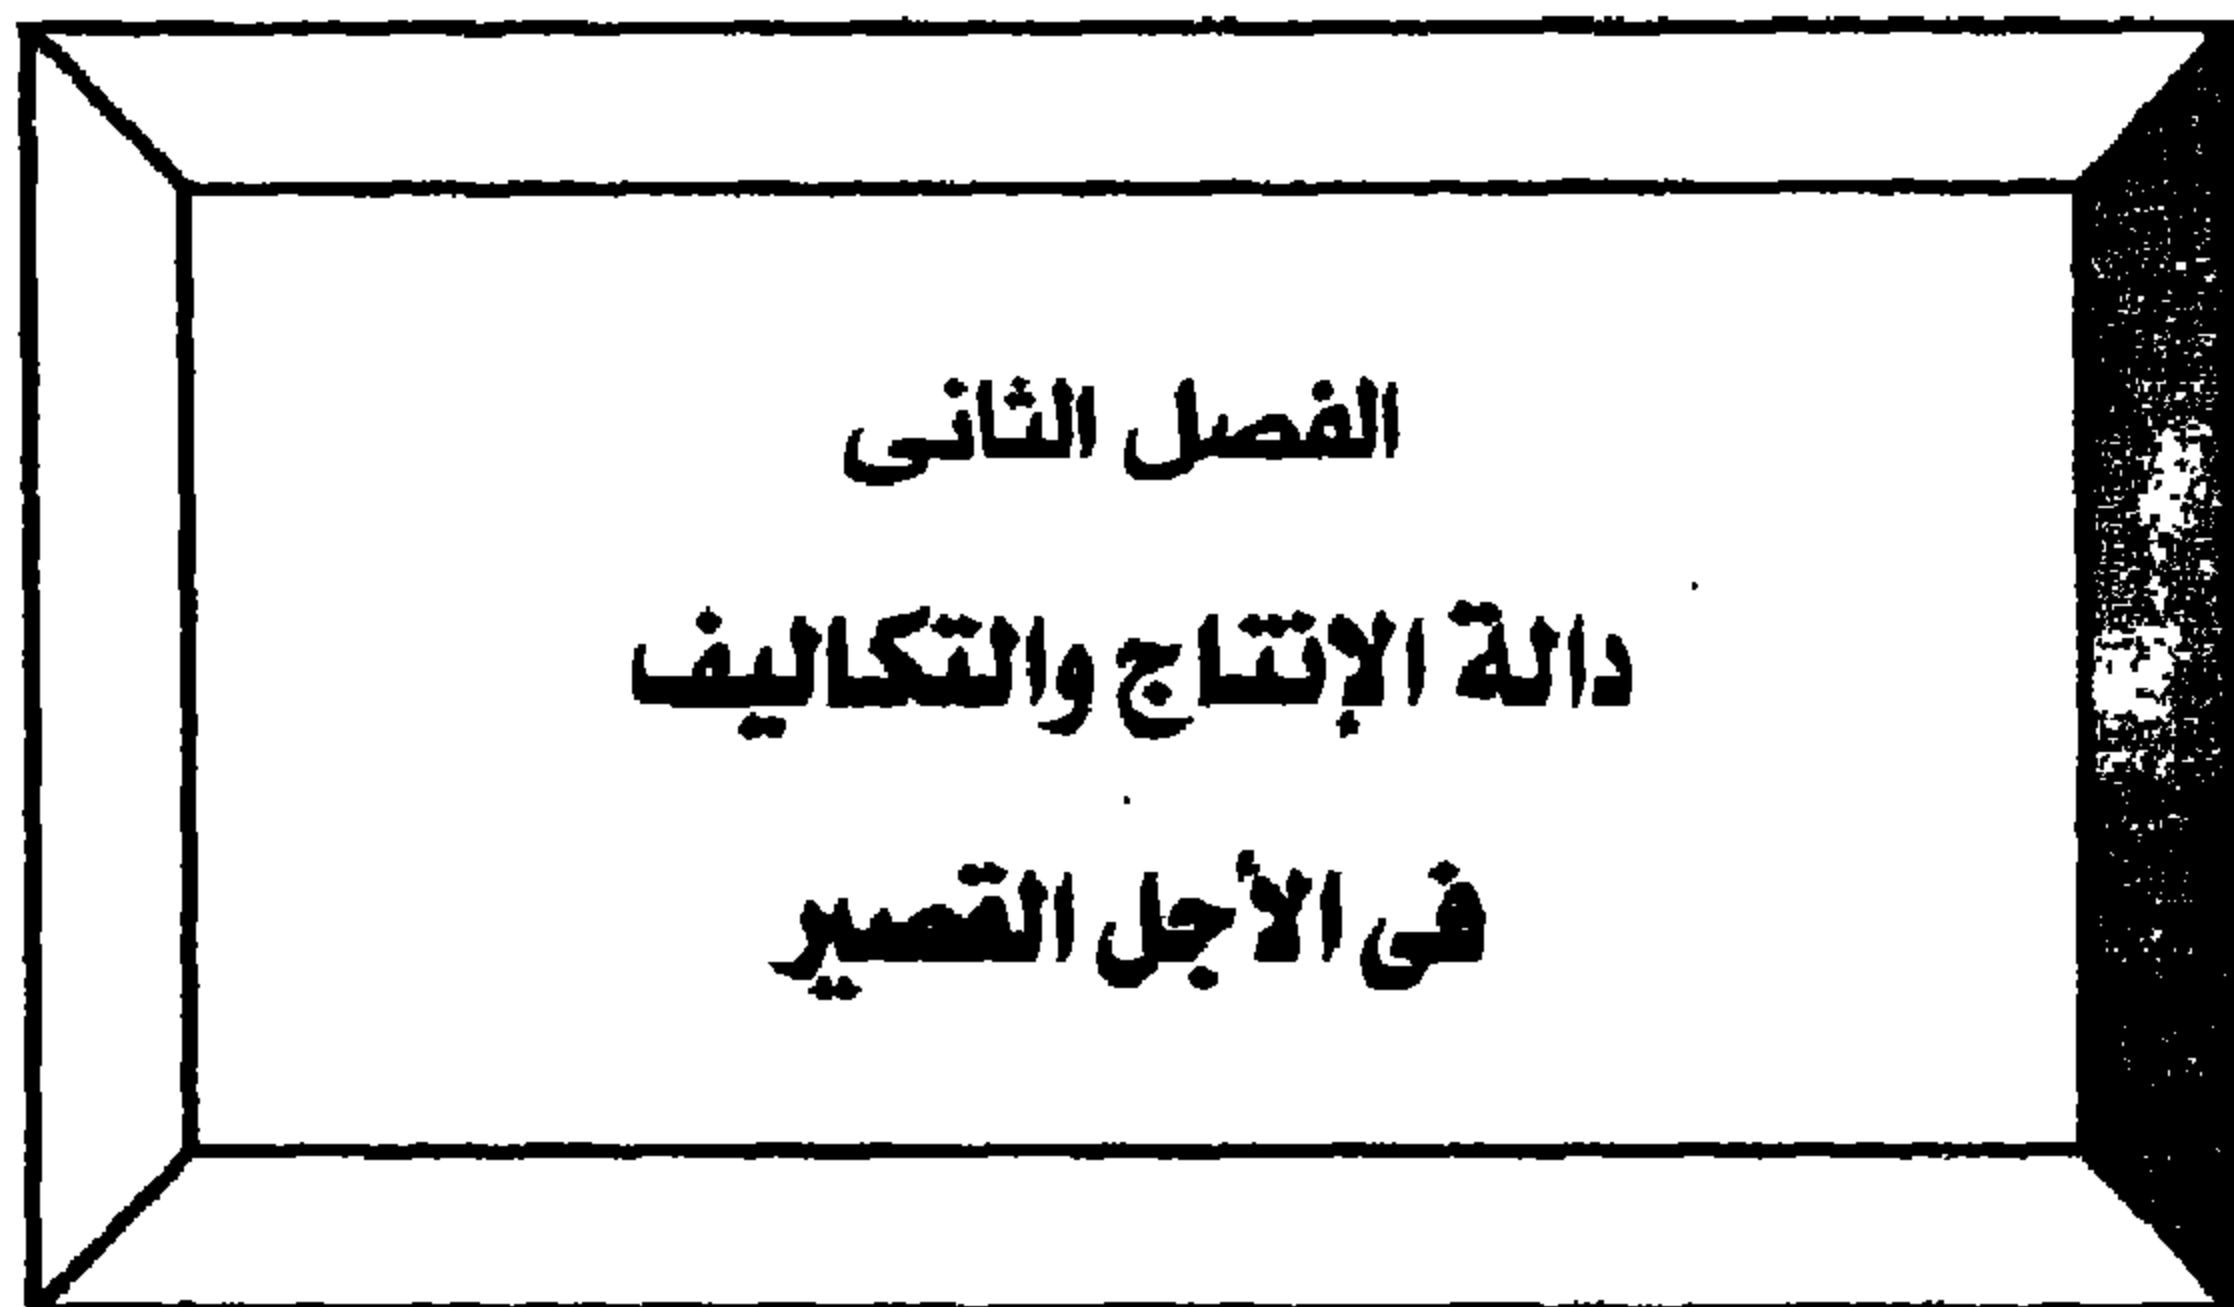 الفصل الثانى
دالة الإنتاج والتكاليف
فى الأجل القصير